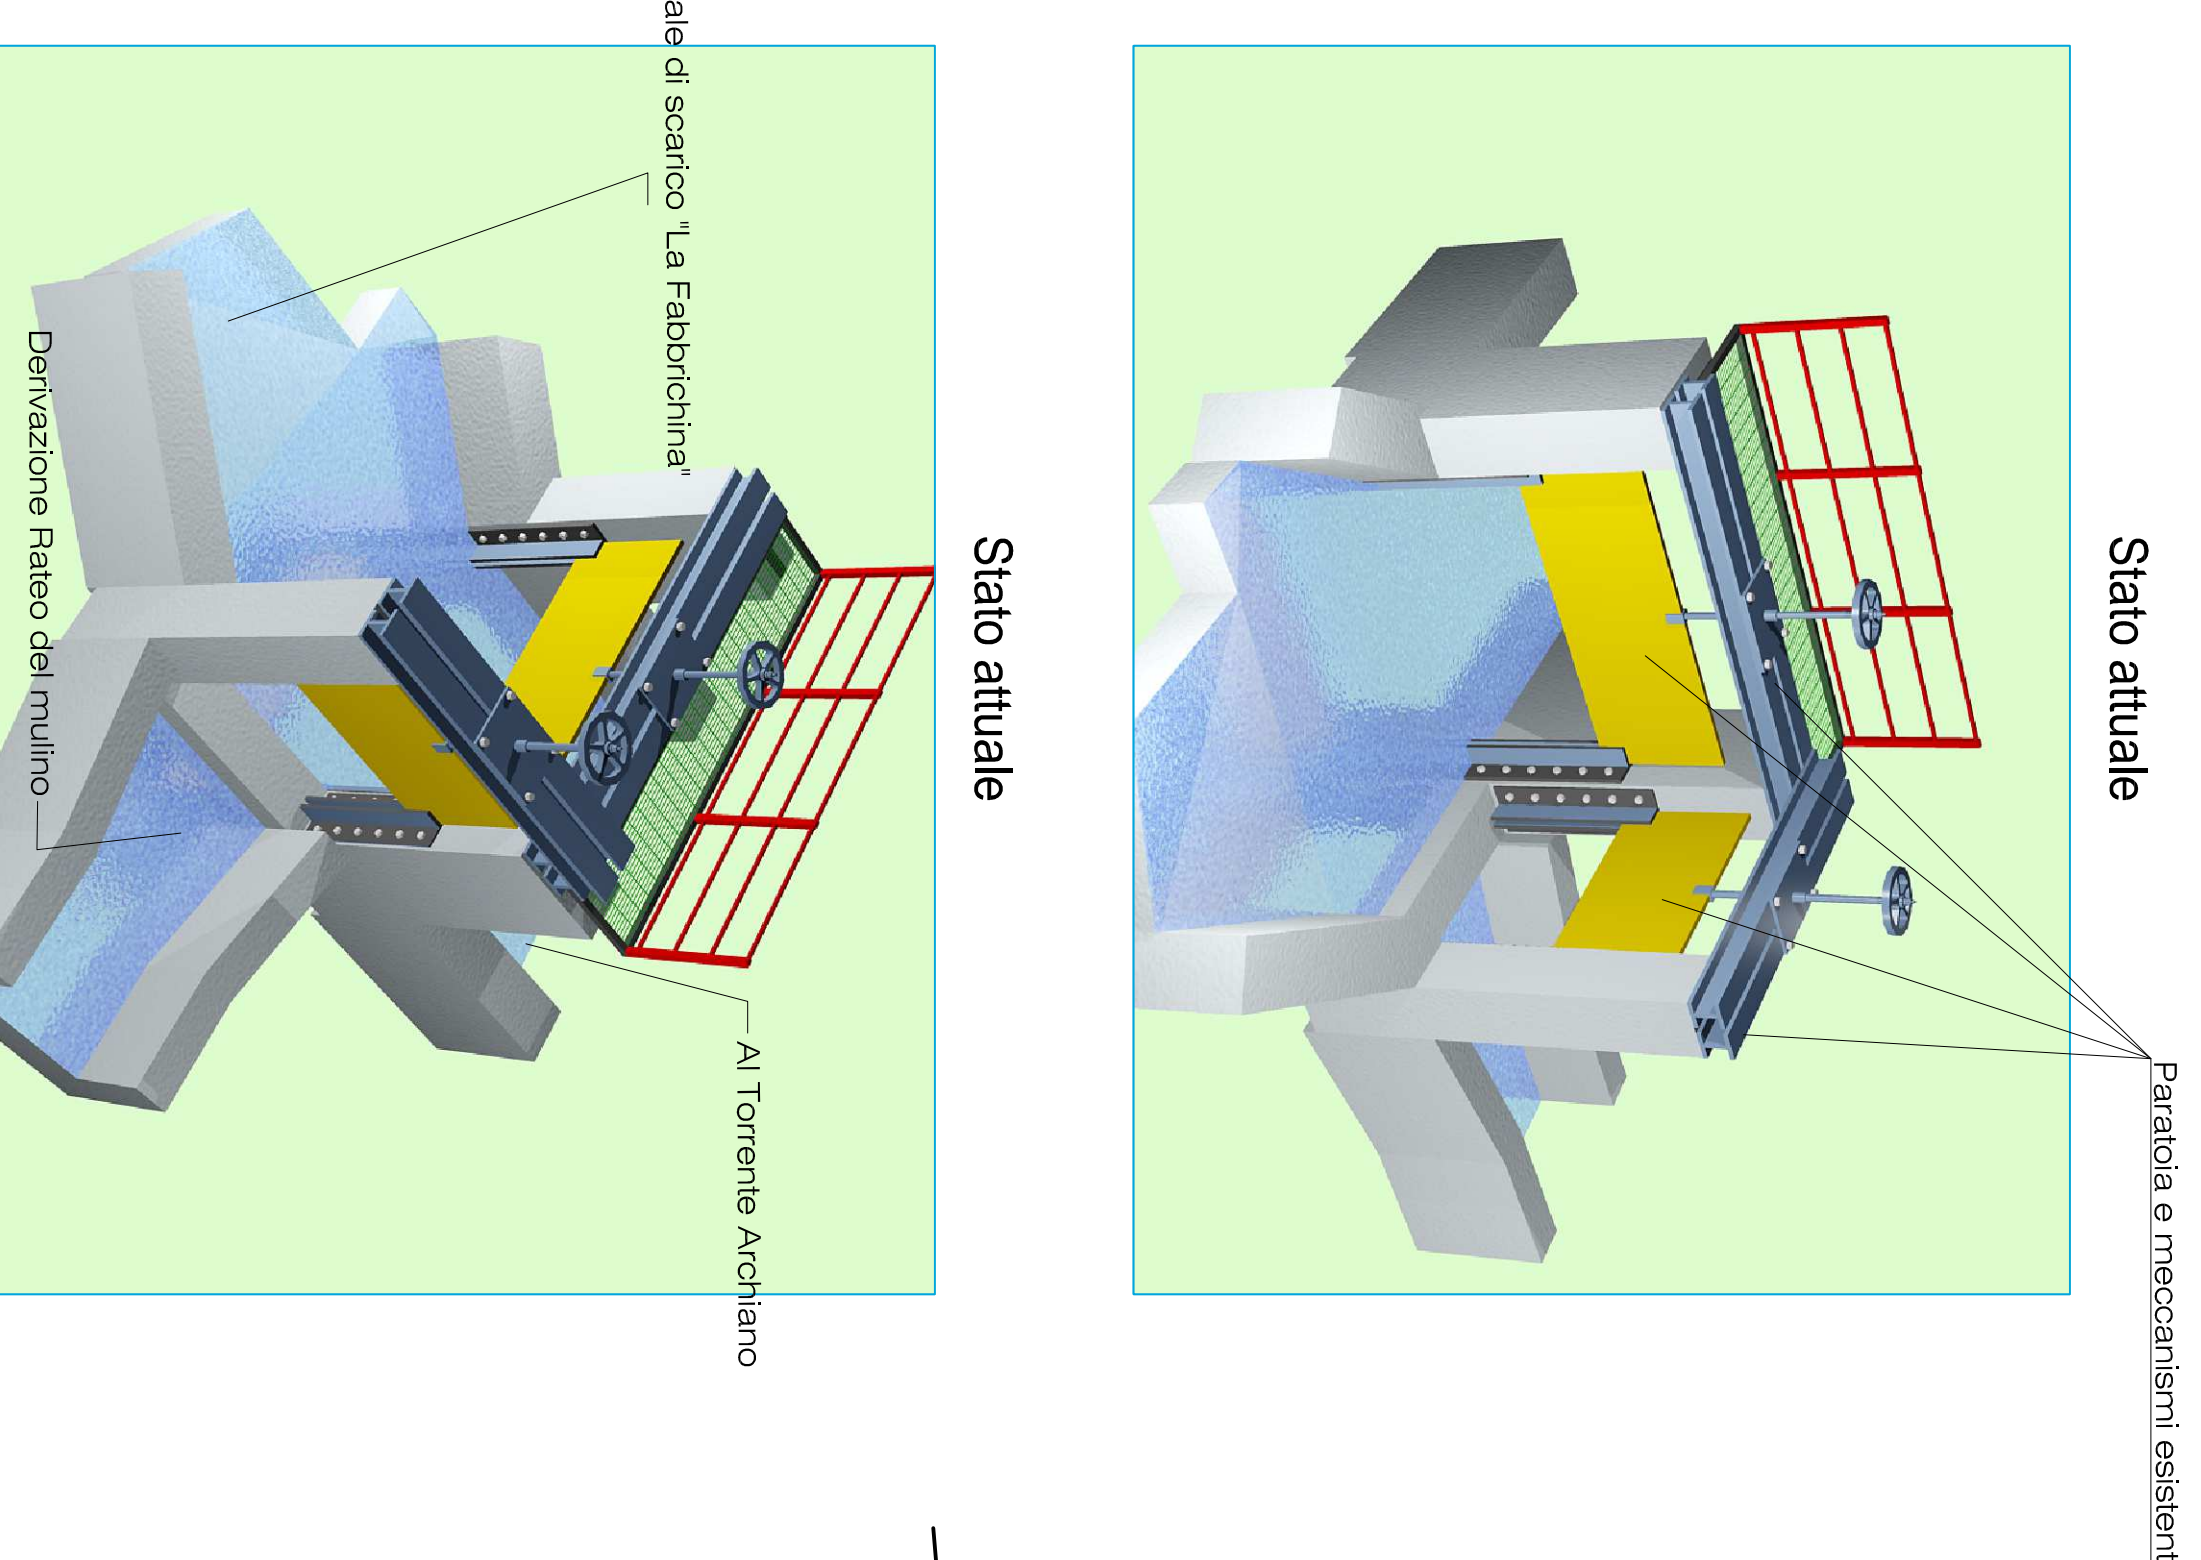 Stato attuale
Paratoia e meccanismi esistent
Stato attuale
ale di scarico "La Fabbrichina"
Al Torrente Archiano
Derivazione Rateo del mulino